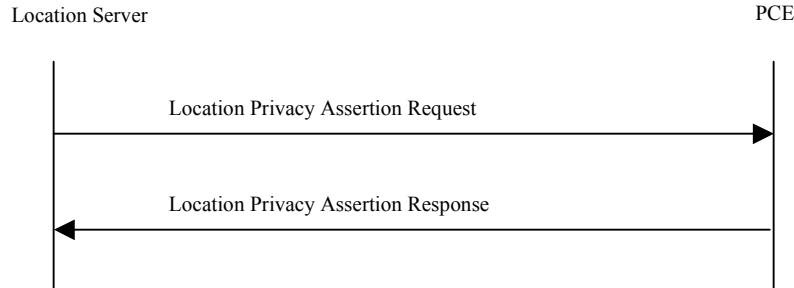 Location Server
PCE
Location Privacy Assertion Request
Location Privacy Assertion Response